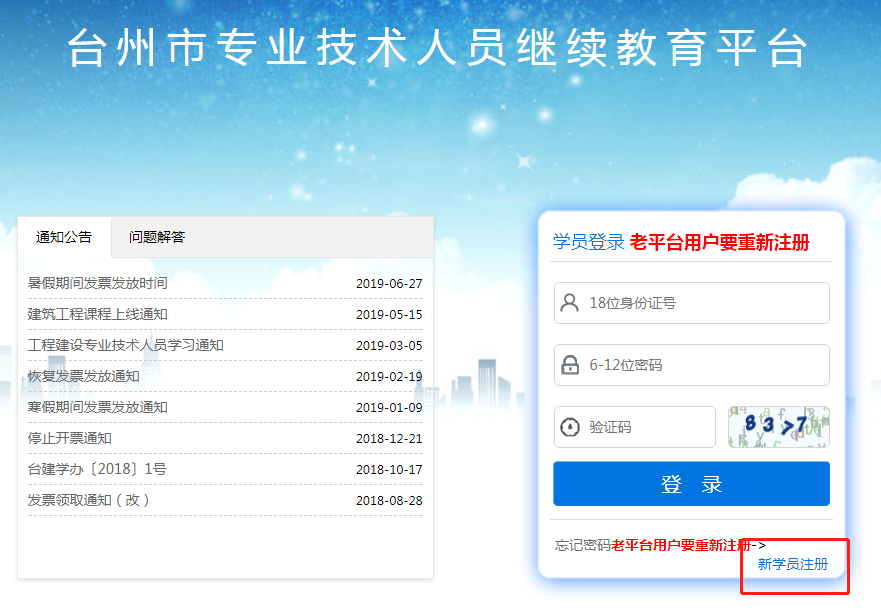 台州市专业技术人员继续教育平台
通知公告 问题解答
暑假期间发票发放时间 2019-06-27
建筑工程课程上线通知 2019-05-15
工程建设专业技术人员学习通知 2019-03-05
恢复发票发放通知 2019-02-19
寒假期间发票发放通知 2019-01-09
停止开票通知 2018-12-21
台建学办〔2018〕1号 2018-10-17
发票领取通知（改） 2018-08-28
学员登录 老平台用户要重新注册
18位身份证号
6-12位密码
验证码
登 录
忘记密码老平台用户要重新注册->
新学员注册